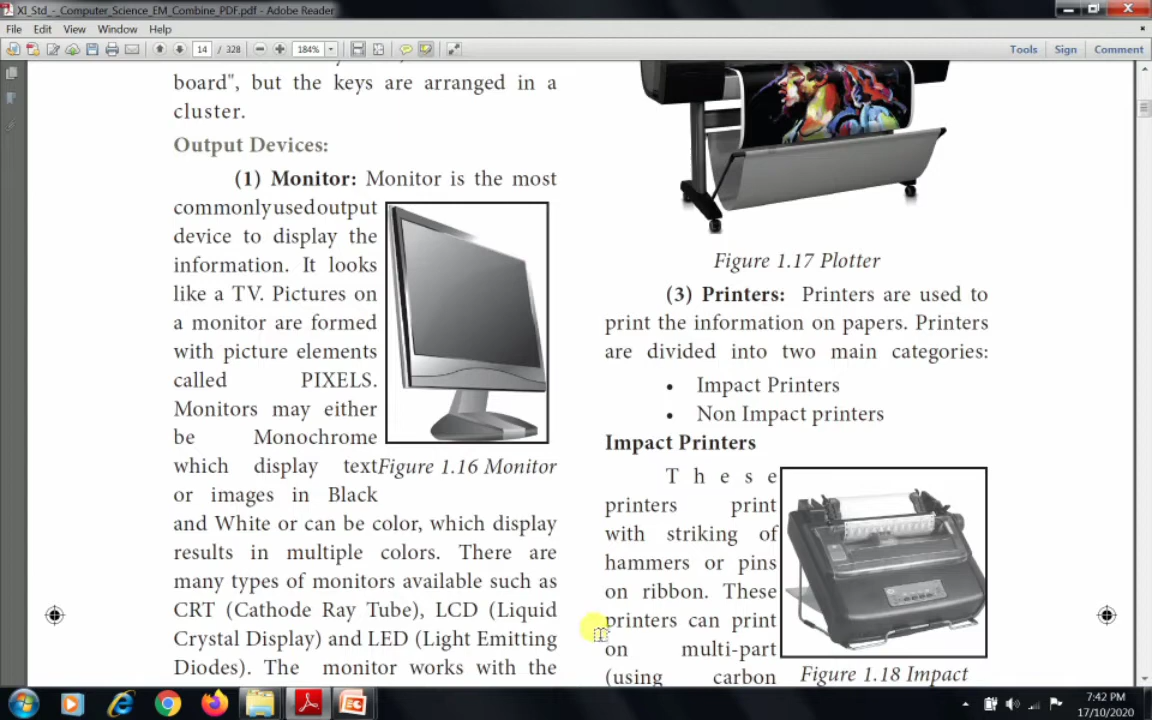 XI_Std_-_Computer_Science_EM_Combine_PDF.pdf - Adobe Reader
File Edit View Window Help
14 / 328 184% Tools Sign Comment
board", but the keys are arranged in a
cluster.
Output Devices:
(1) Monitor: Monitor is the most
commonly used output
device to display the
information. It looks
like a TV. Pictures on
a monitor are formed
with picture elements
called PIXELS.
Monitors may either
be Monochrome
which display text
or images in Black
Figure 1.16 Monitor
and White or can be color, which display
results in multiple colors. There are
many types of monitors available such as
CRT (Cathode Ray Tube), LCD (Liquid
Crystal Display) and LED (Light Emitting
Diodes). The monitor works with the
Figure 1.17 Plotter
(3) Printers: Printers are used to
print the information on papers. Printers
are divided into two main categories:
• Impact Printers
• Non Impact printers
Impact Printers
These
printers print
with striking of
hammers or pins
on ribbon. These
printers can print
on multi-part
(using carbon
Figure 1.18 Impact
7:42 PM
17/10/2020